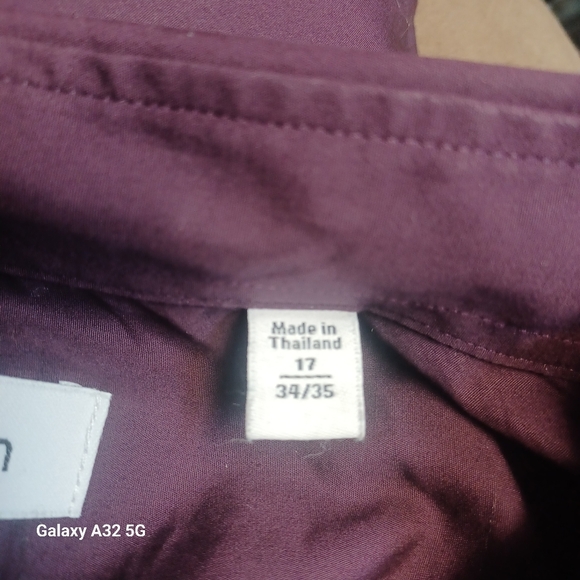 Made in
Thailand
17
34/35
n
Galaxy A32 5G